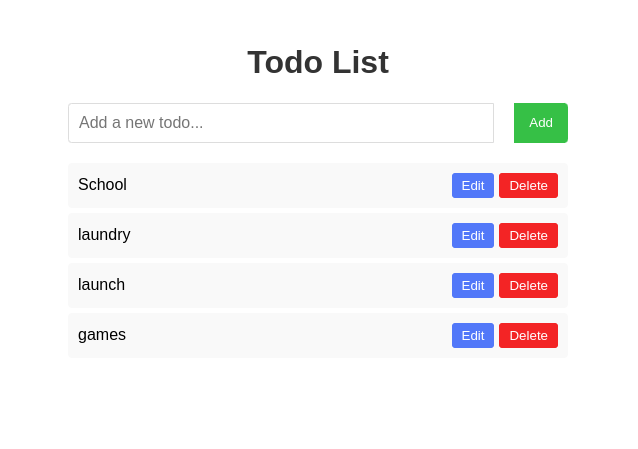 Todo List
Add a new todo... Add
School Edit Delete
laundry Edit Delete
launch Edit Delete
games Edit Delete